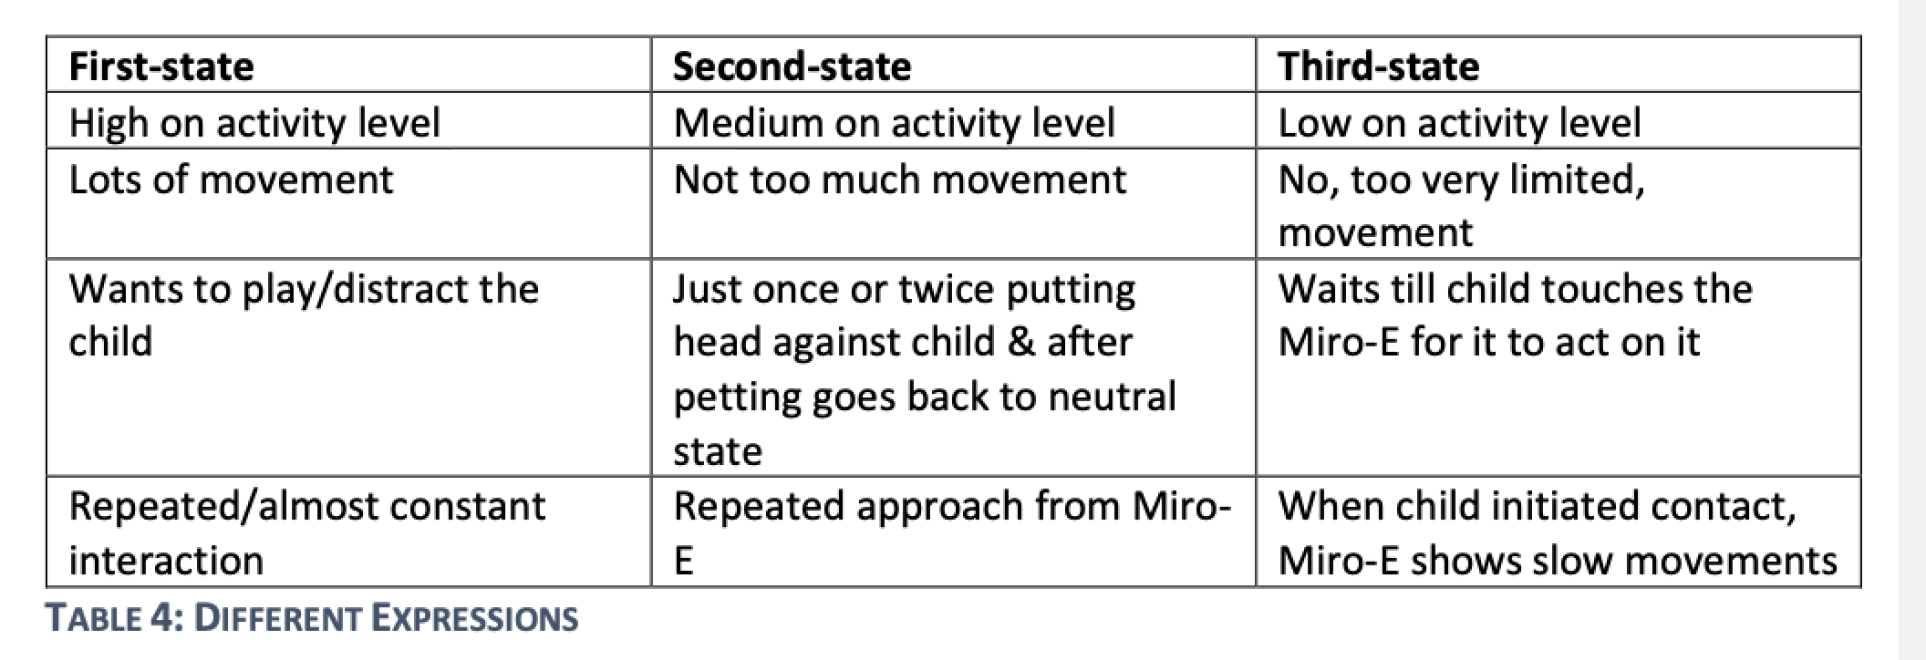 First-state
Second-state
Third-state
High on activity level
Medium on activity level
Low on activity level
Lots of movement
Not too much movement
No, too very limited,
movement
Wants to play/distract the
child
Just once or twice putting
head against child & after
petting goes back to neutral
state
Waits till child touches the
Miro-E for it to act on it
Repeated/almost constant
interaction
Repeated approach from Miro-
E
When child initiated contact,
Miro-E shows slow movements
TABLE 4: DIFFERENT EXPRESSIONS